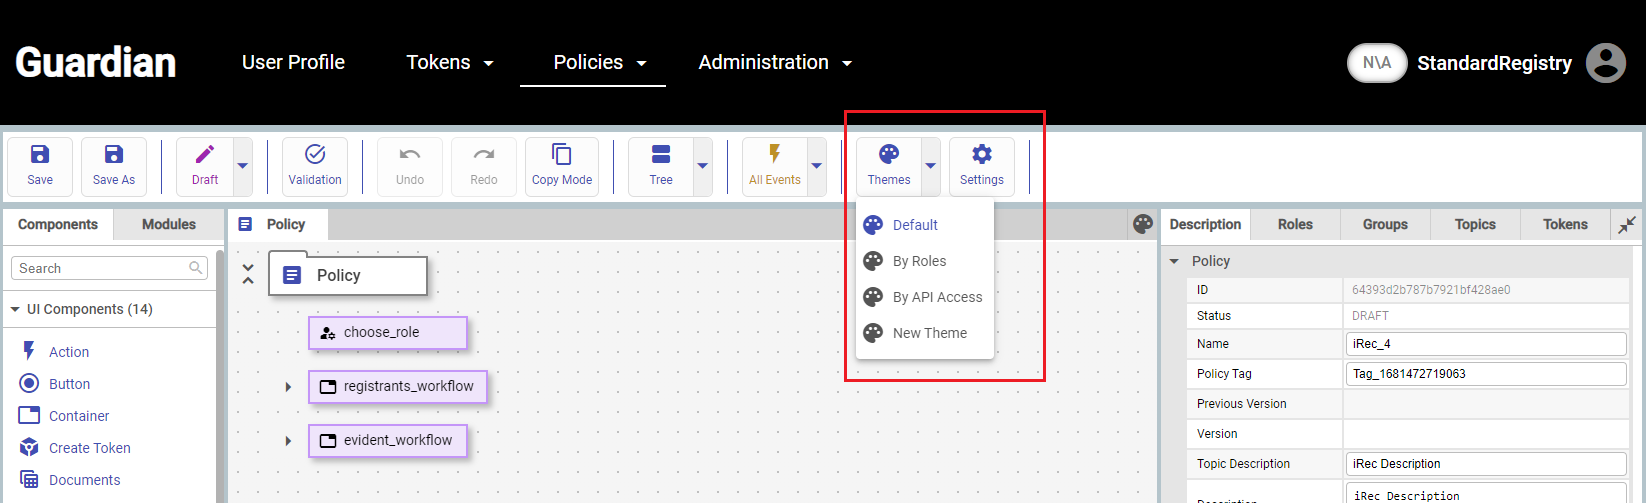 Guardian
User Profile
Tokens
Policies
Administration
N\A
StandardRegistry
Save
Save As
Draft
Validation
Undo
Redo
Copy Mode
Tree
All Events
Themes
Settings
Default
By Roles
By API Access
New Theme
Components
Modules
Search
UI Components (14)
Action
Button
Container
Create Token
Documents
Policy
Policy
choose_role
registrants_workflow
evident_workflow
Description
Roles
Groups
Topics
Tokens
Policy
ID 64393d2b787b7921bf428ae0
Status DRAFT
Name iRec_4
Policy Tag Tag_1681472719063
Previous Version
Version
Topic Description iRec Description
Description iRec Description